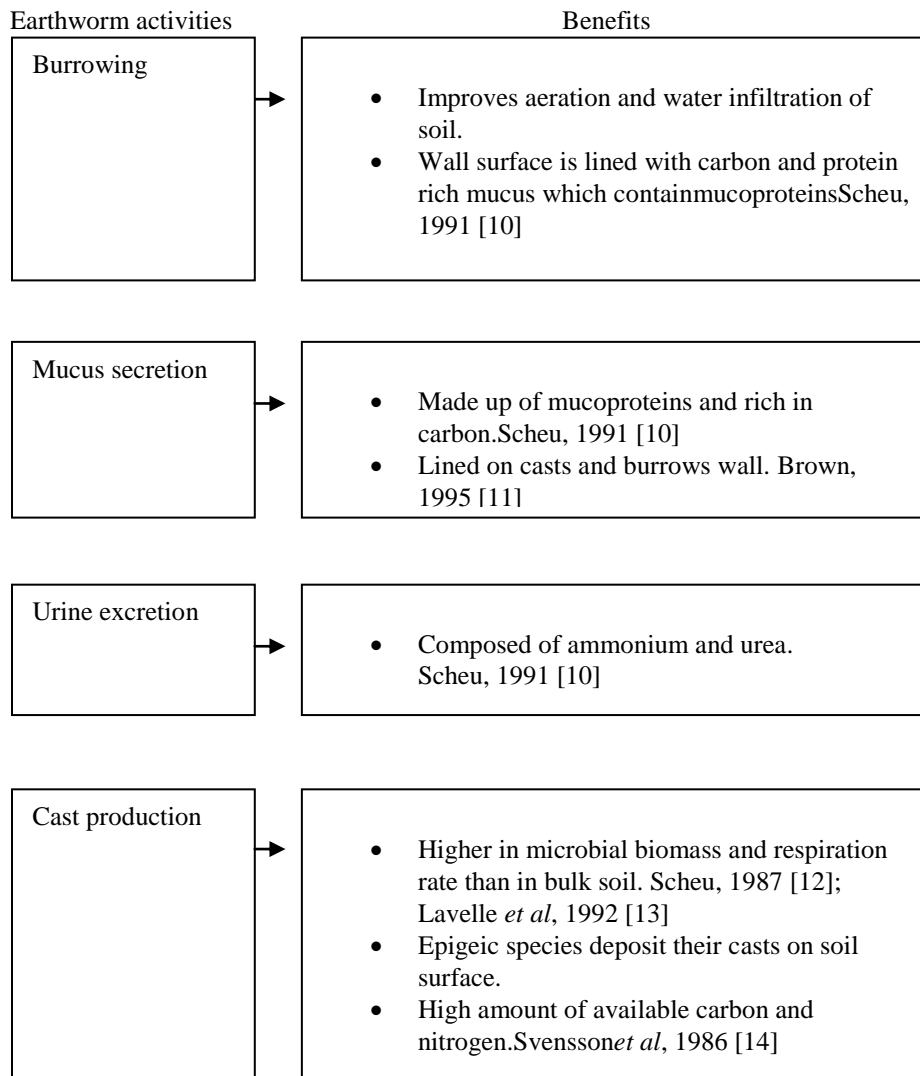 Earthworm activities Benefits
Burrowing
• Improves aeration and water infiltration of
soil.
• Wall surface is lined with carbon and protein
rich mucus which containmucoproteinsScheu,
1991 [10]
Mucus secretion
• Made up of mucoproteins and rich in
carbon.Scheu, 1991 [10]
• Lined on casts and burrows wall. Brown,
1995 [11]
Urine excretion
• Composed of ammonium and urea.
Scheu, 1991 [10]
Cast production
• Higher in microbial biomass and respiration
rate than in bulk soil. Scheu, 1987 [12];
Lavelle et al, 1992 [13]
• Epigeic species deposit their casts on soil
surface.
• High amount of available carbon and
nitrogen.Svenssonet al, 1986 [14]